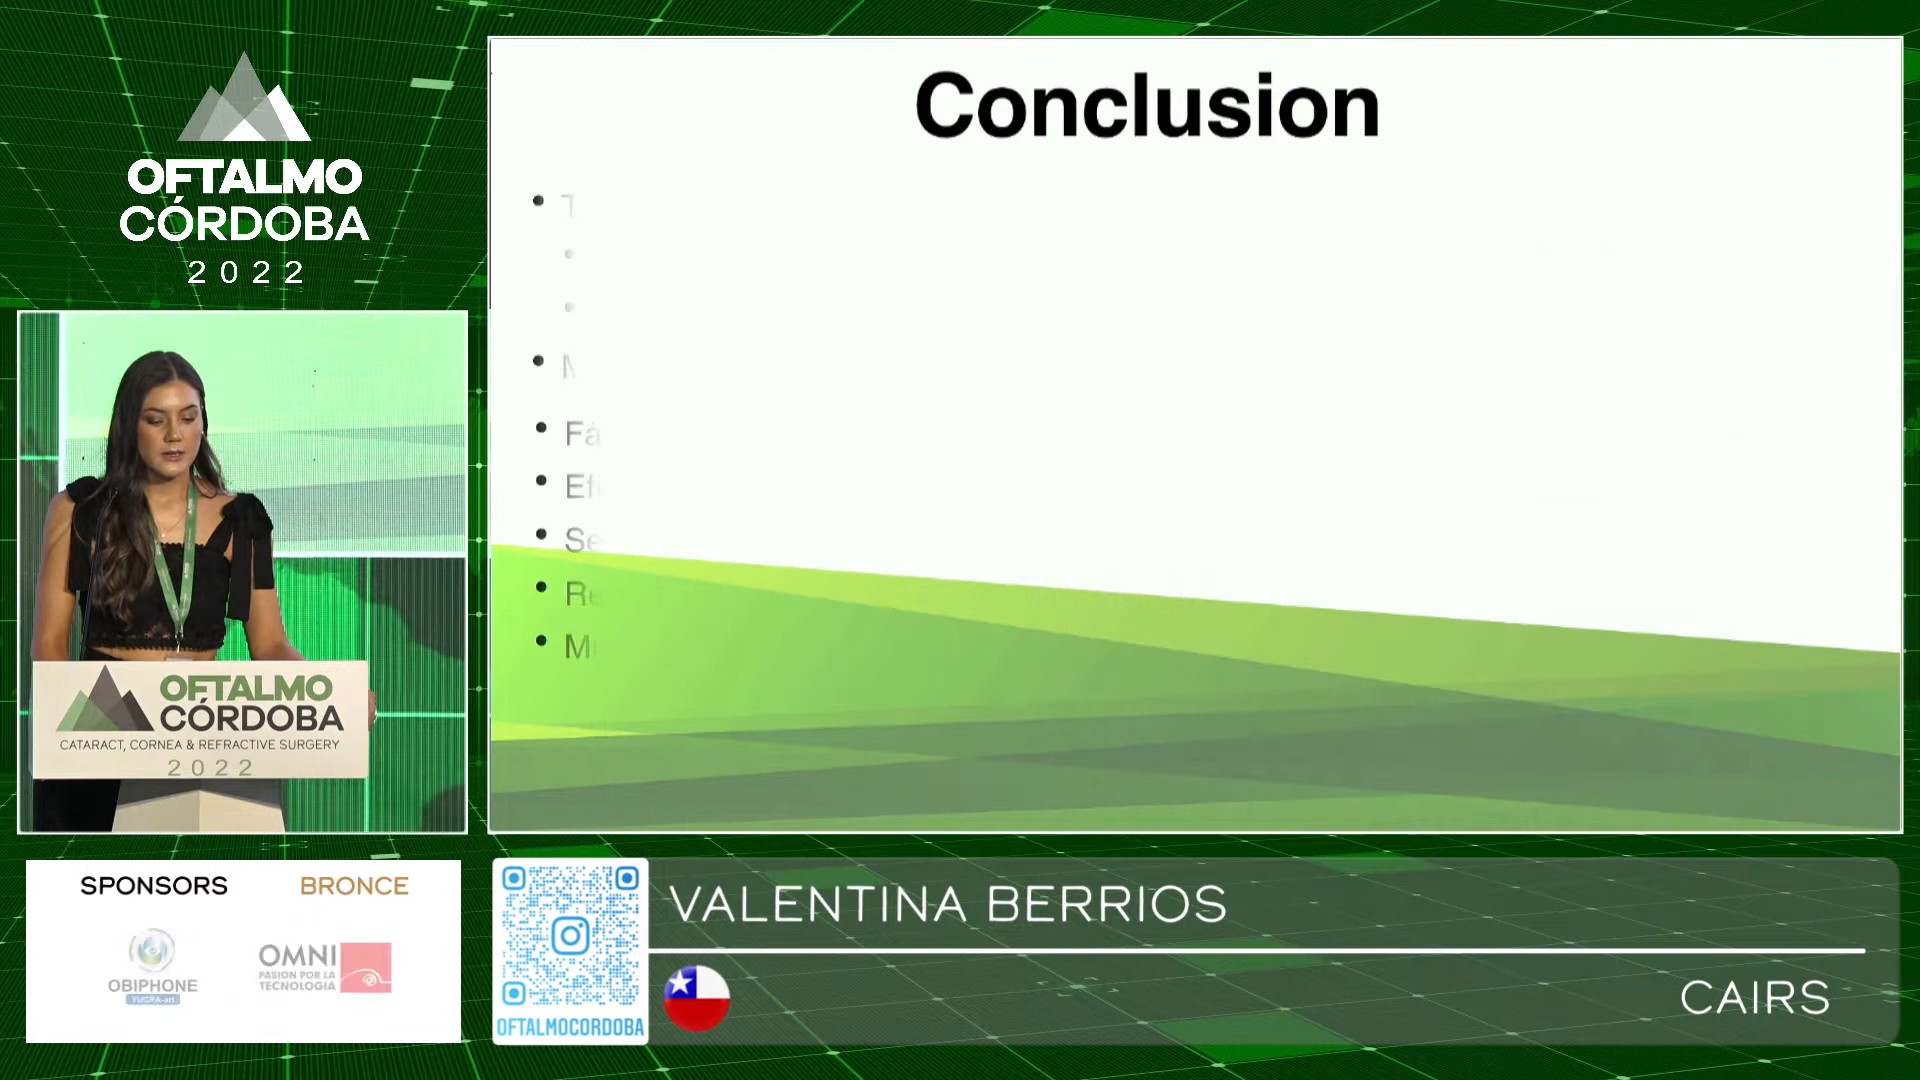 OFTALMO
CÓRDOBA
2022
Conclusion
OFTALMO
CÓRDOBA
CATARACT, CORNEA & REFRACTIVE SURGERY
2022
SPONSORS
BRONCE
OBIPHONE
OMNI
PASION POR LA
TECNOLOGIA
OFTALMOCORDOBA
VALENTINA BERRIOS
CAIRS